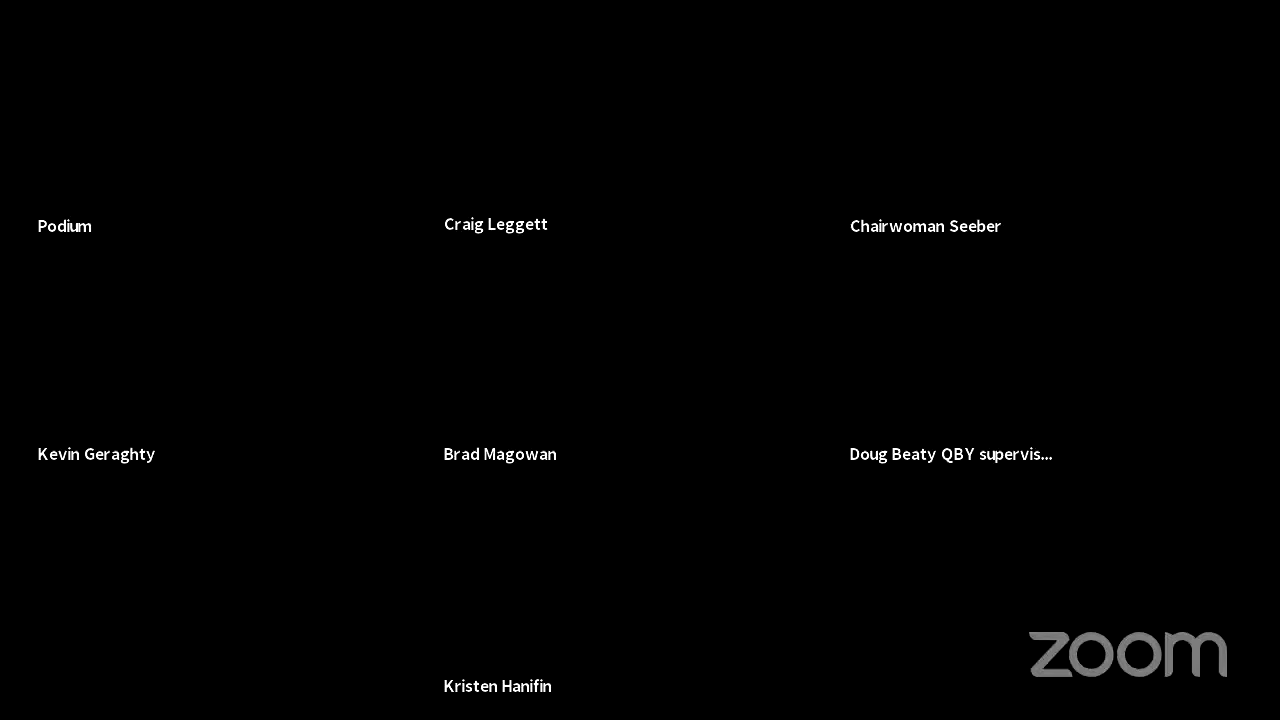 Podium
Craig Leggett
Chairwoman Seeber
Kevin Geraghty
Brad Magowan
Doug Beaty QBY supervis...
zoom
Kristen Hanifin